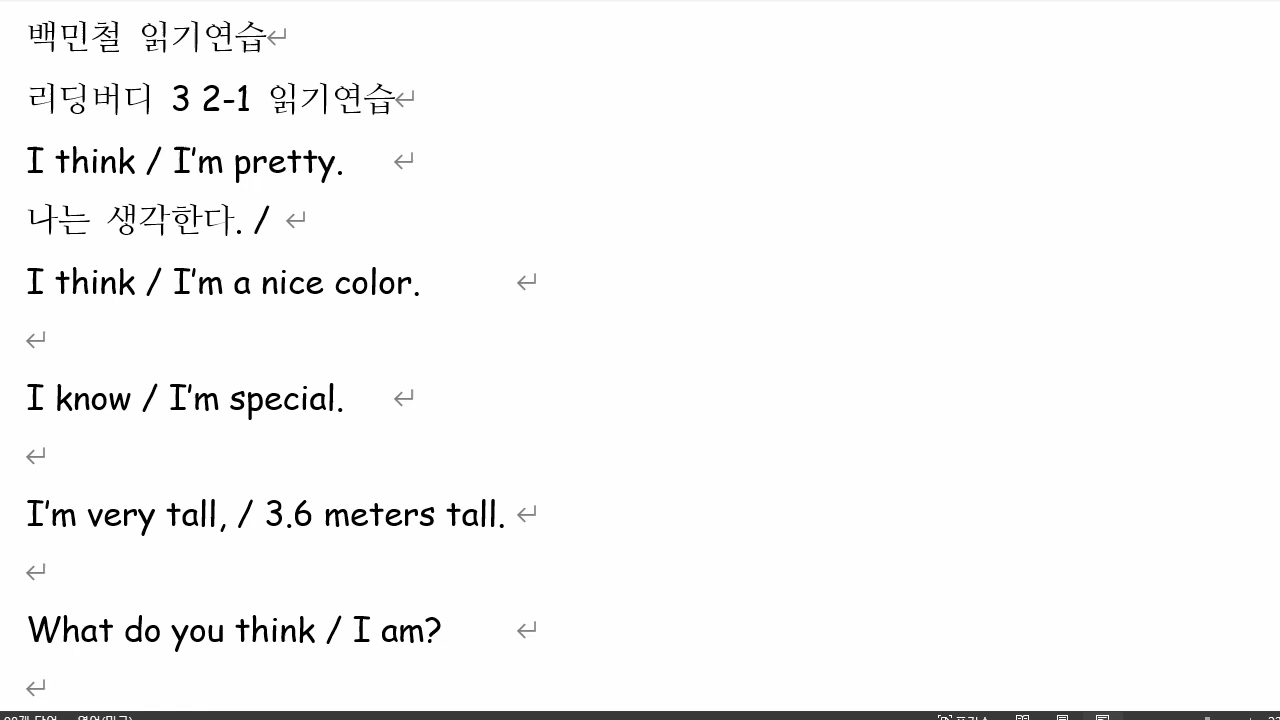 백민철 읽기연습
리딩버디 3 2-1 읽기연습
I think / I’m pretty.
나는 생각한다. /
I think / I’m a nice color.
I know / I’m special.
I’m very tall, / 3.6 meters tall.
What do you think / I am?